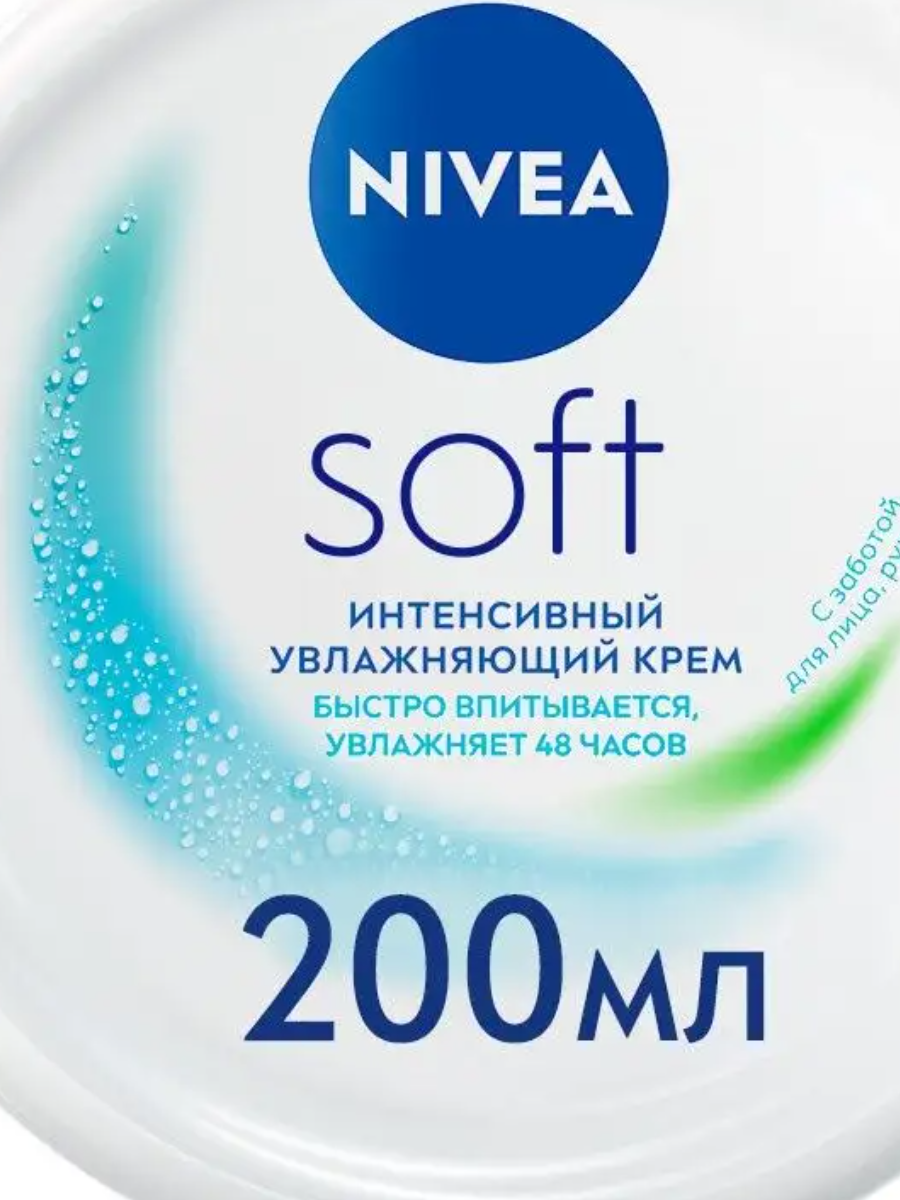 NIVEA
soft
ИНТЕНСИВНЫЙ
УВЛАЖНЯЮЩИЙ КРЕМ
БЫСТРО ВПИТЫВАЕТСЯ,
УВЛАЖНЯЕТ 48 ЧАСОВ
С заботой
для лица,
200мл